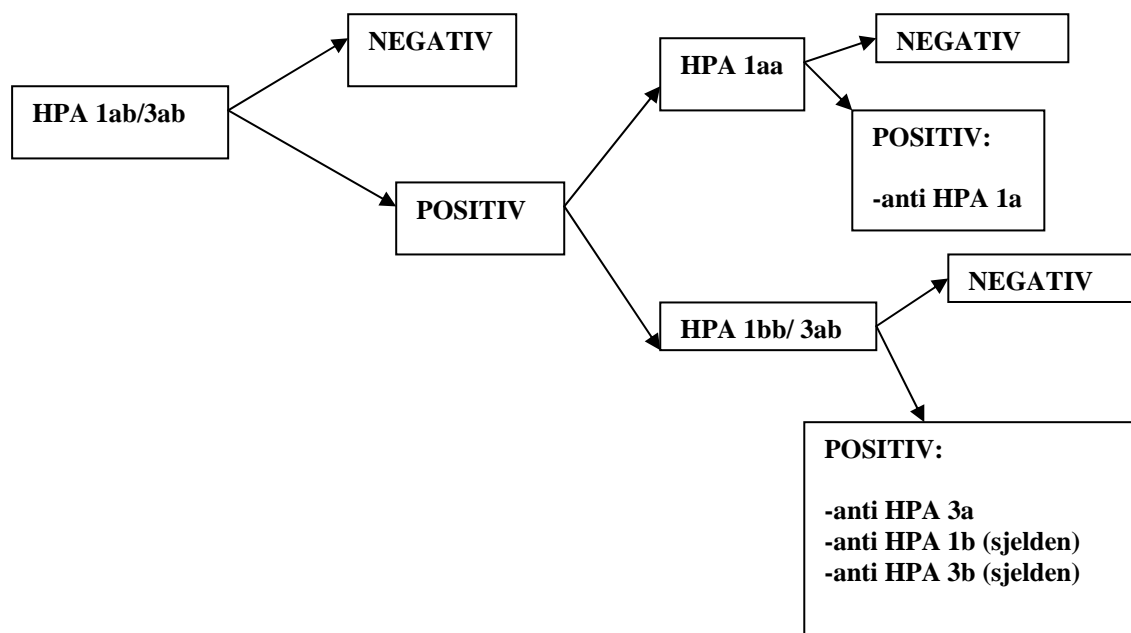 HPA 1ab/3ab
NEGATIV
POSITIV
HPA 1aa
NEGATIV
POSITIV:
-anti HPA 1a
HPA 1bb/ 3ab
NEGATIV
POSITIV:
-anti HPA 3a
-anti HPA 1b (sjelden)
-anti HPA 3b (sjelden)